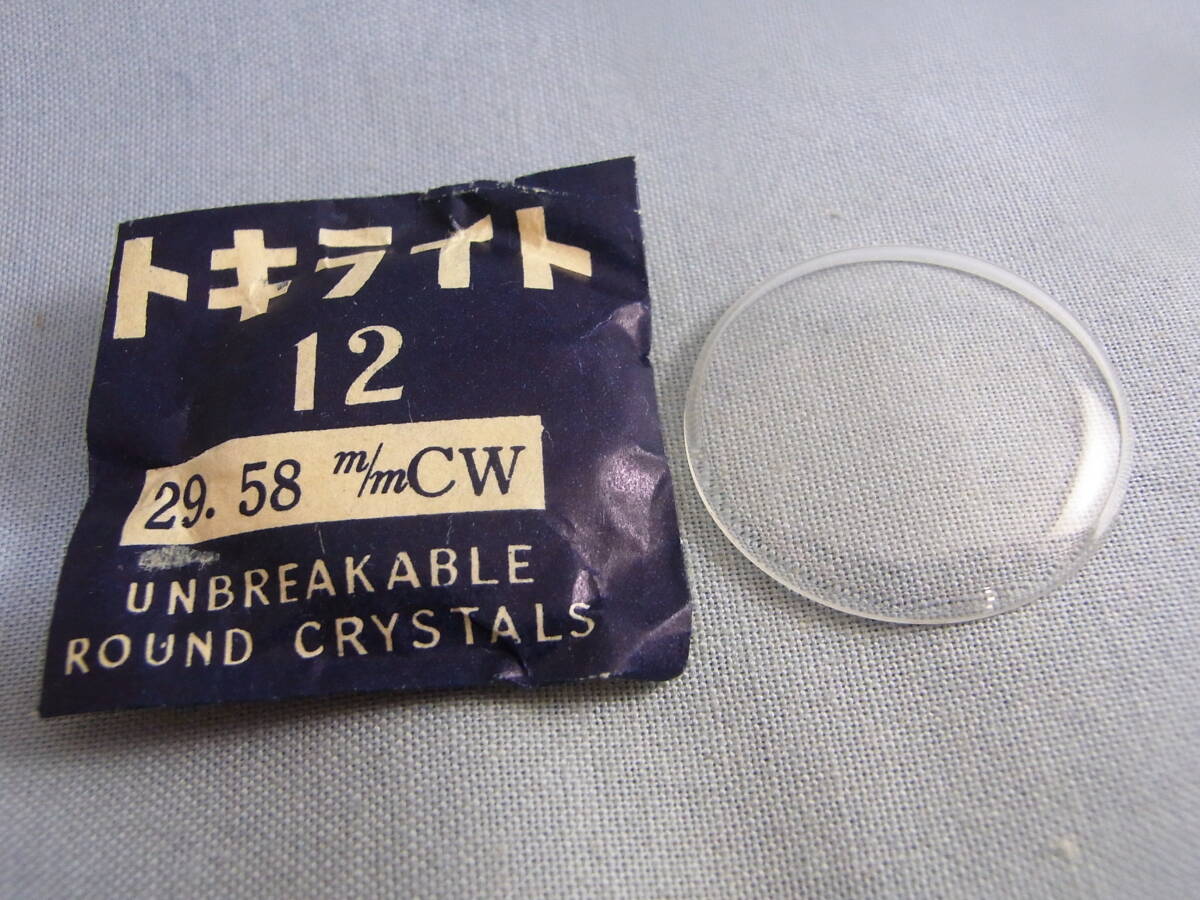 トキライト
12
29.58 m/mCW
UNBREAKABLE
ROUND CRYSTALS